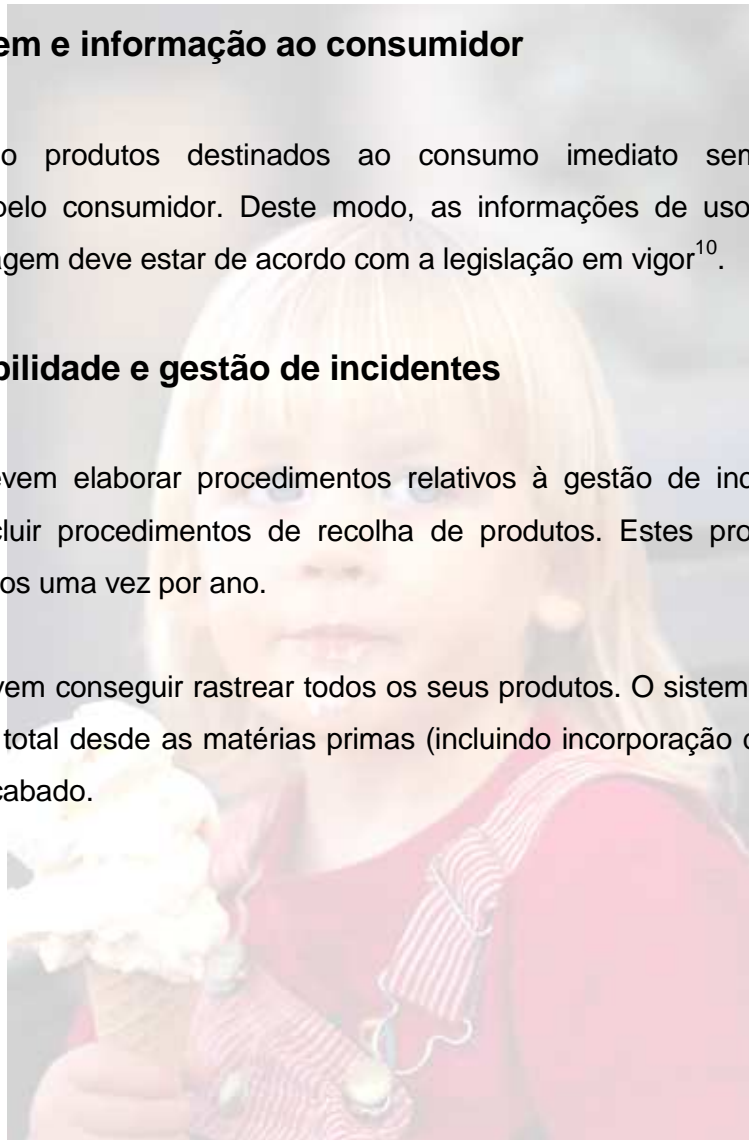 em e informação ao consumidor
o produtos destinados ao consumo imediato sem
pelo consumidor. Deste modo, as informações de uso
agem deve estar de acordo com a legislação em vigor10.
bilidade e gestão de incidentes
evem elaborar procedimentos relativos à gestão de inc
cluir procedimentos de recolha de produtos. Estes pro
os uma vez por ano.
vem conseguir rastrear todos os seus produtos. O sistem
total desde as matérias primas (incluindo incorporação
cabado.